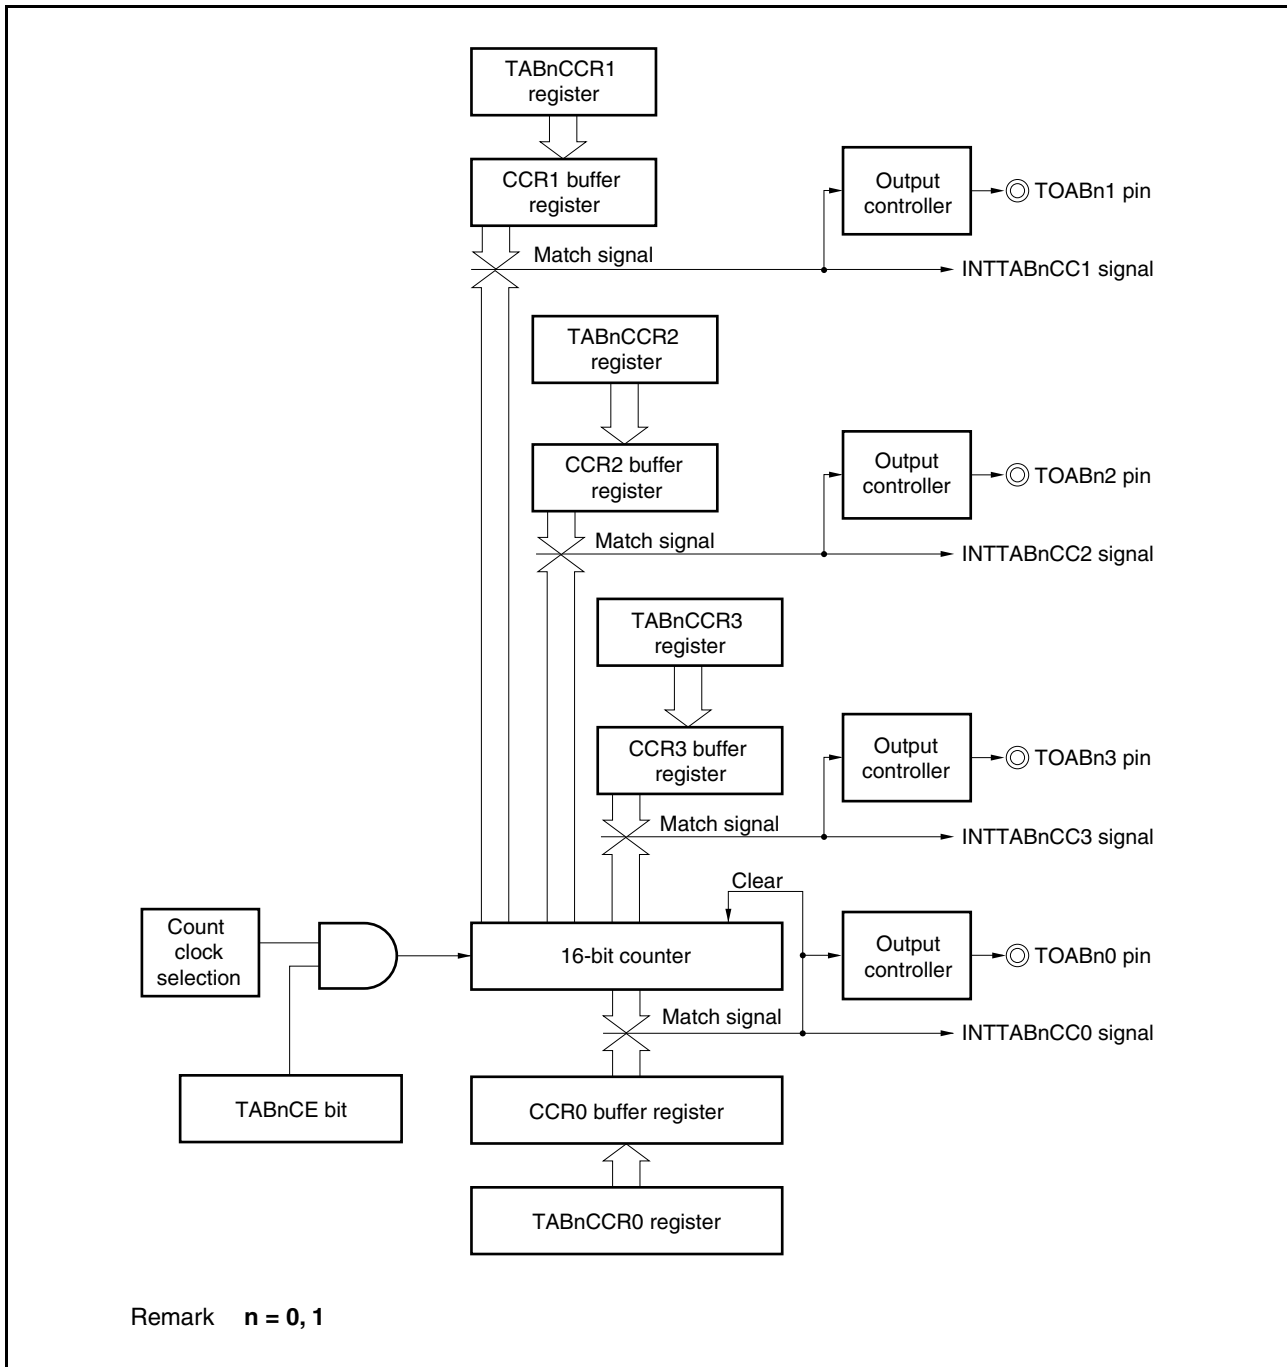 TABnCCR1
register
CCR1 buffer
register
Output
controller
TOABn1 pin
Match signal
INTTABnCC1 signal
TABnCCR2
register
CCR2 buffer
register
Output
controller
TOABn2 pin
Match signal
INTTABnCC2 signal
TABnCCR3
register
CCR3 buffer
register
Output
controller
TOABn3 pin
Match signal
INTTABnCC3 signal
Clear
Count
clock
selection
16-bit counter
Output
controller
TOABn0 pin
Match signal
INTTABnCC0 signal
TABnCE bit
CCR0 buffer register
TABnCCR0 register
Remark n = 0, 1